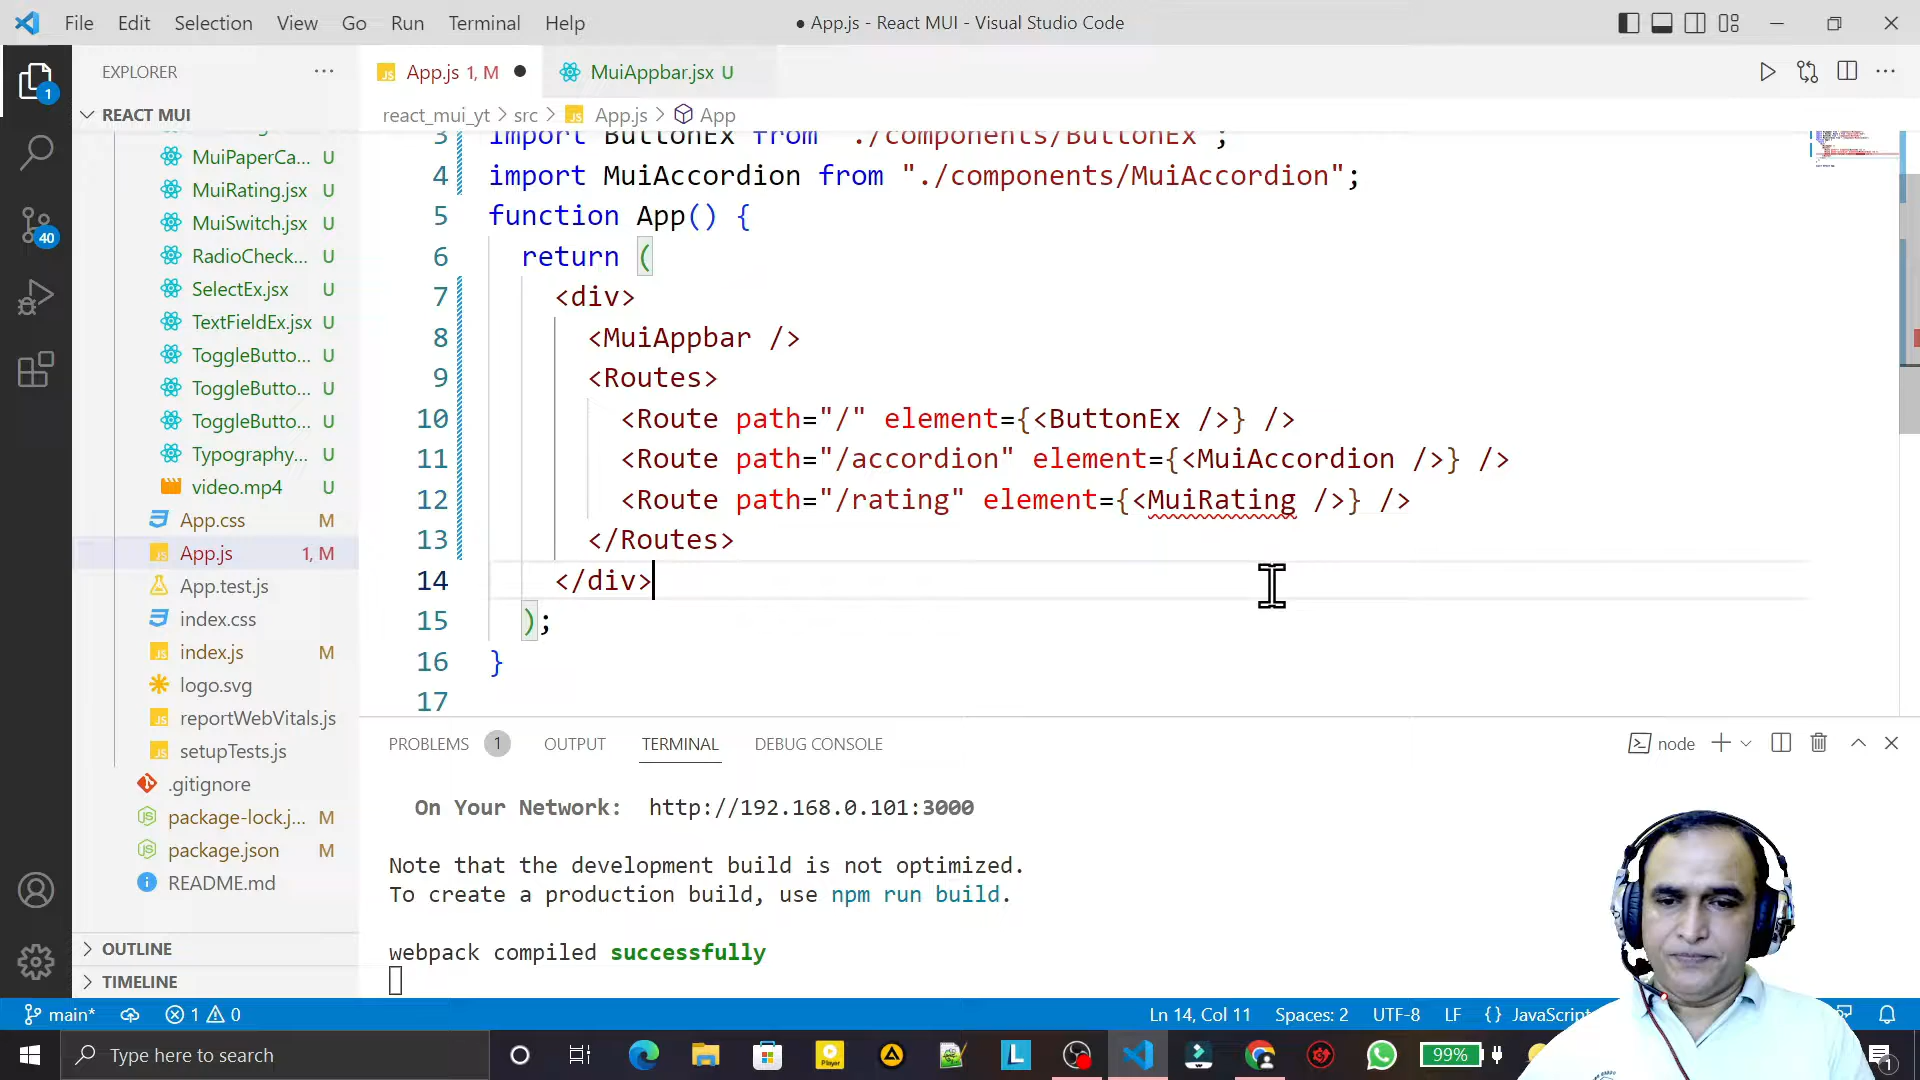 File Edit Selection View Go Run Terminal Help
● App.js - React MUI - Visual Studio Code
EXPLORER
App.js 1, M
MuiAppbar.jsx U
REACT MUI
react_mui_yt > src > App.js > App
MuiPaperCa... U
MuiRating.jsx U
MuiSwitch.jsx U
RadioCheck... U
SelectEx.jsx U
TextFieldEx.jsx U
ToggleButto... U
ToggleButto... U
ToggleButto... U
Typography... U
video.mp4 U
App.css M
App.js 1, M
App.test.js
index.css
index.js M
logo.svg
reportWebVitals.js
setupTests.js
.gitignore
package-lock.j... M
package.json M
README.md
OUTLINE
TIMELINE
3 import ButtonEx from "./components/ButtonEx";
4 import MuiAccordion from "./components/MuiAccordion";
5 function App() {
6 return (
7 <div>
8 <MuiAppbar />
9 <Routes>
10 <Route path="/" element={<ButtonEx />} />
11 <Route path="/accordion" element={<MuiAccordion />} />
12 <Route path="/rating" element={<MuiRating />} />
13 </Routes>
14 </div>
15 );
16 }
17
PROBLEMS 1 OUTPUT TERMINAL DEBUG CONSOLE
node
On Your Network: http://192.168.0.101:3000
Note that the development build is not optimized.
To create a production build, use npm run build.
webpack compiled successfully
main* 1 0
Ln 14, Col 11 Spaces: 2 UTF-8 LF {} JavaScript
Type here to search
99%